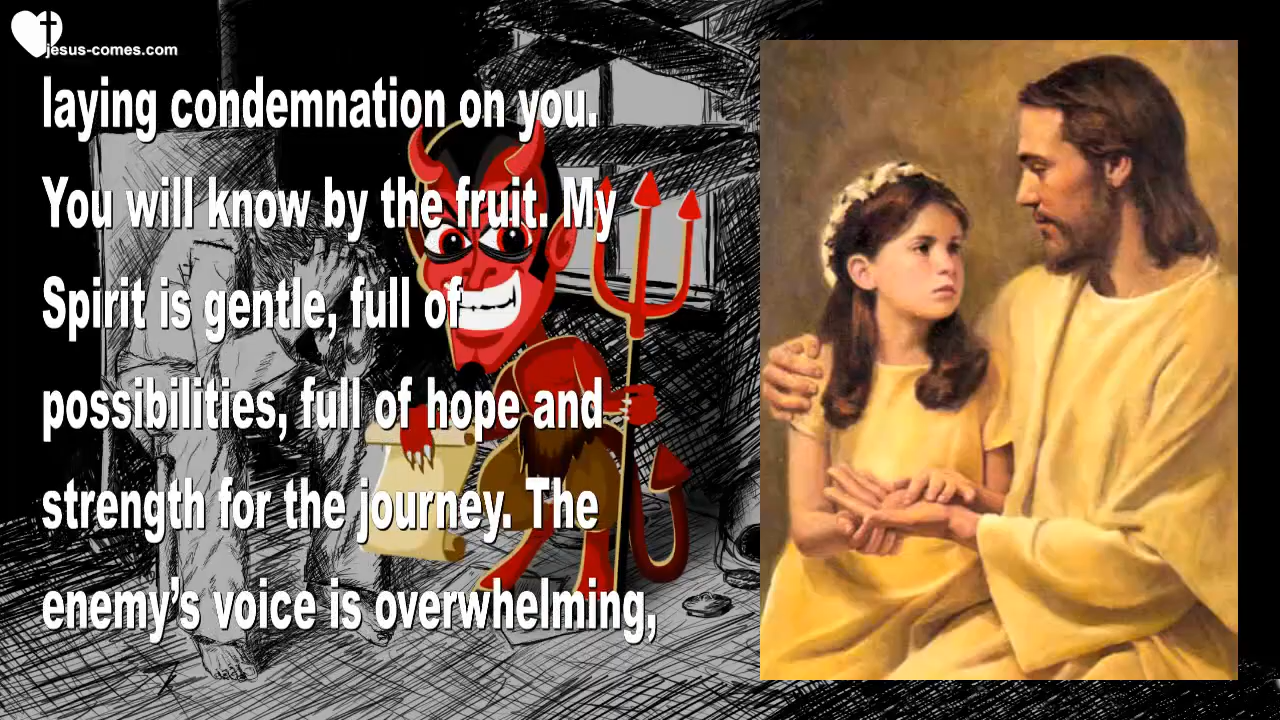 jesus-comes.com
laying condemnation on you.
You will know by the fruit. My
Spirit is gentle, full of
possibilities, full of hope and
strength for the journey. The
enemy’s voice is overwhelming,